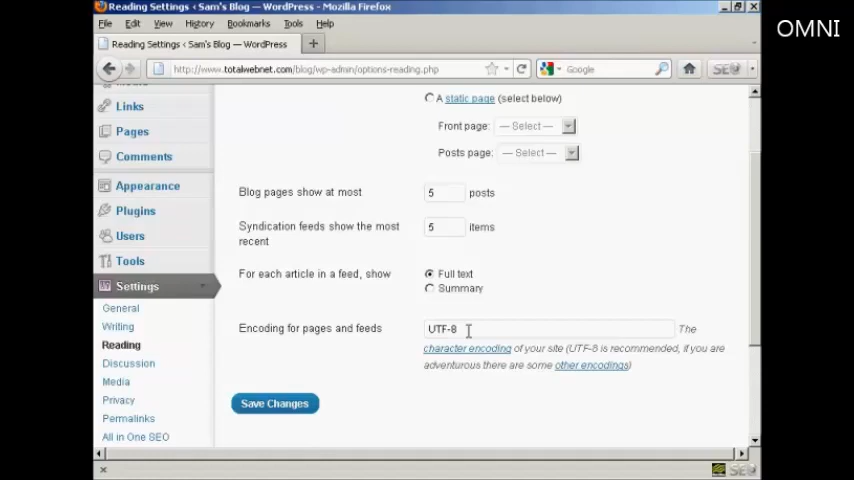 Reading Settings ‹ Sam's Blog — WordPress - Mozilla Firefox
OMNI
File Edit View History Bookmarks Tools Help
Reading Settings ‹ Sam's Blog — WordPress
http://www.totalwebnet.com/blog/wp-admin/options-reading.php
Google
SEO
Links
A static page (select below)
Pages
Front page: — Select —
Comments
Posts page: — Select —
Appearance
Blog pages show at most 5 posts
Plugins
Syndication feeds show the most recent 5 items
Users
Tools
For each article in a feed, show Full text
Settings
Summary
General
Writing
Encoding for pages and feeds UTF-8 The
Reading
character encoding of your site (UTF-8 is recommended, if you are
Discussion
adventurous there are some other encodings)
Media
Privacy
Save Changes
Permalinks
All in One SEO
SEO